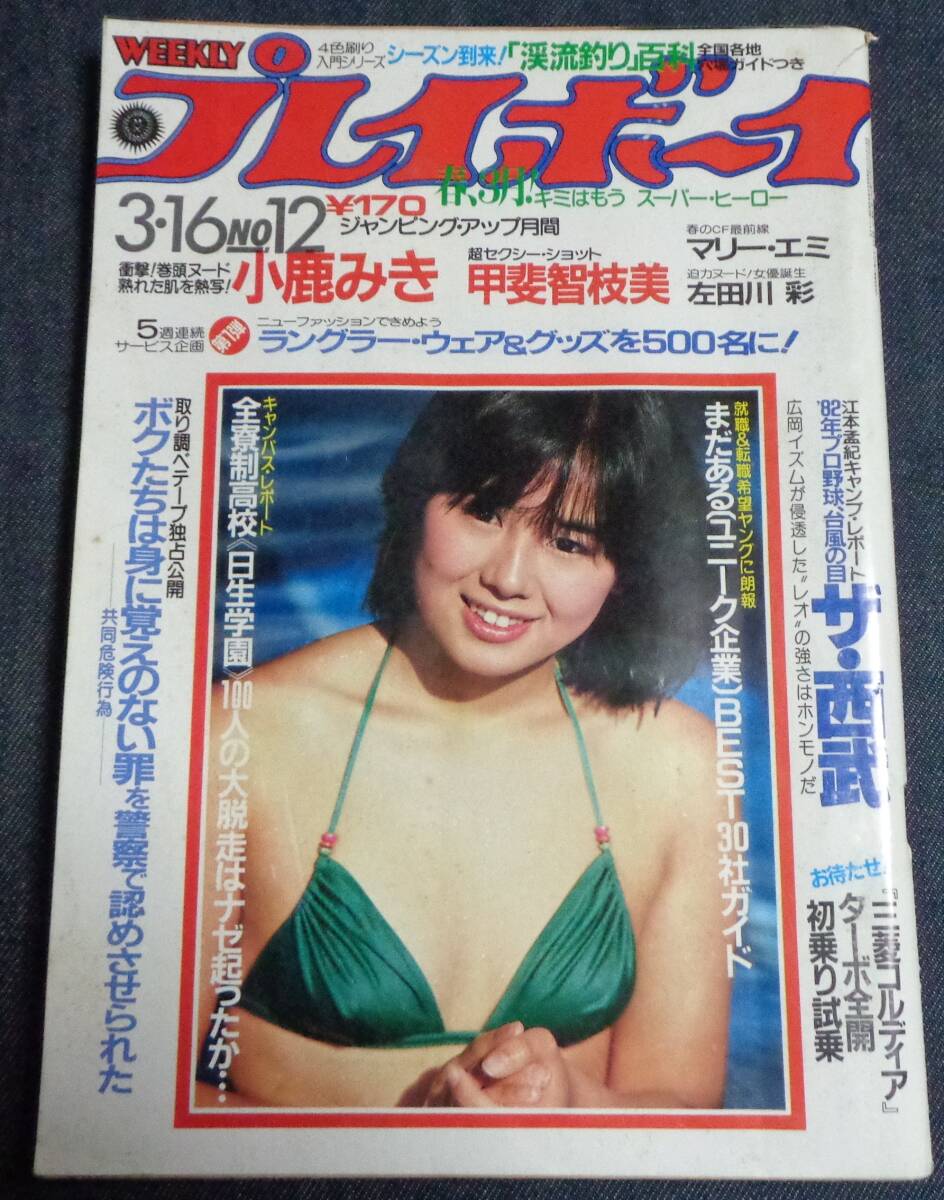 WEEKLY
プレイボーイ
4色刷り
入門シリーズ
シーズン到来!「渓流釣り」百科
全国各地
穴場ガイドつき
3・16 NO.12
¥170
春、3月!
キミはもう スーパー・ヒーロー
ジャンピング・アップ月間
衝撃!巻頭ヌード
熟れた肌を熱写!
小鹿みき
超セクシー・ショット
甲斐智枝美
春のCF最前線
マリー・エミ
迫力ヌード!女優誕生
左田川 彩
5週連続
サービス企画
第1弾
ニューファッションできめよう
ラングラー・ウェア&グッズを500名に!
江本孟紀キャンプ・レポート
'82年プロ野球、台風の目
ザ・西武
広岡イズムが浸透した“レオ”の強さはホンモノだ
お待たせ!
『三菱コルディア』
ターボ全開
初乗り試乗
就職&転職希望ヤングに朗報
まだある〔ユニーク企業〕BEST30社ガイド
キャンパス・レポート
全寮制高校《日生学園》100人の大脱走はナゼ起ったか…
取り調ベテープ独占公開
ボクたちは身に覚えのない罪を警察で認めさせられた
―共同危険行為―